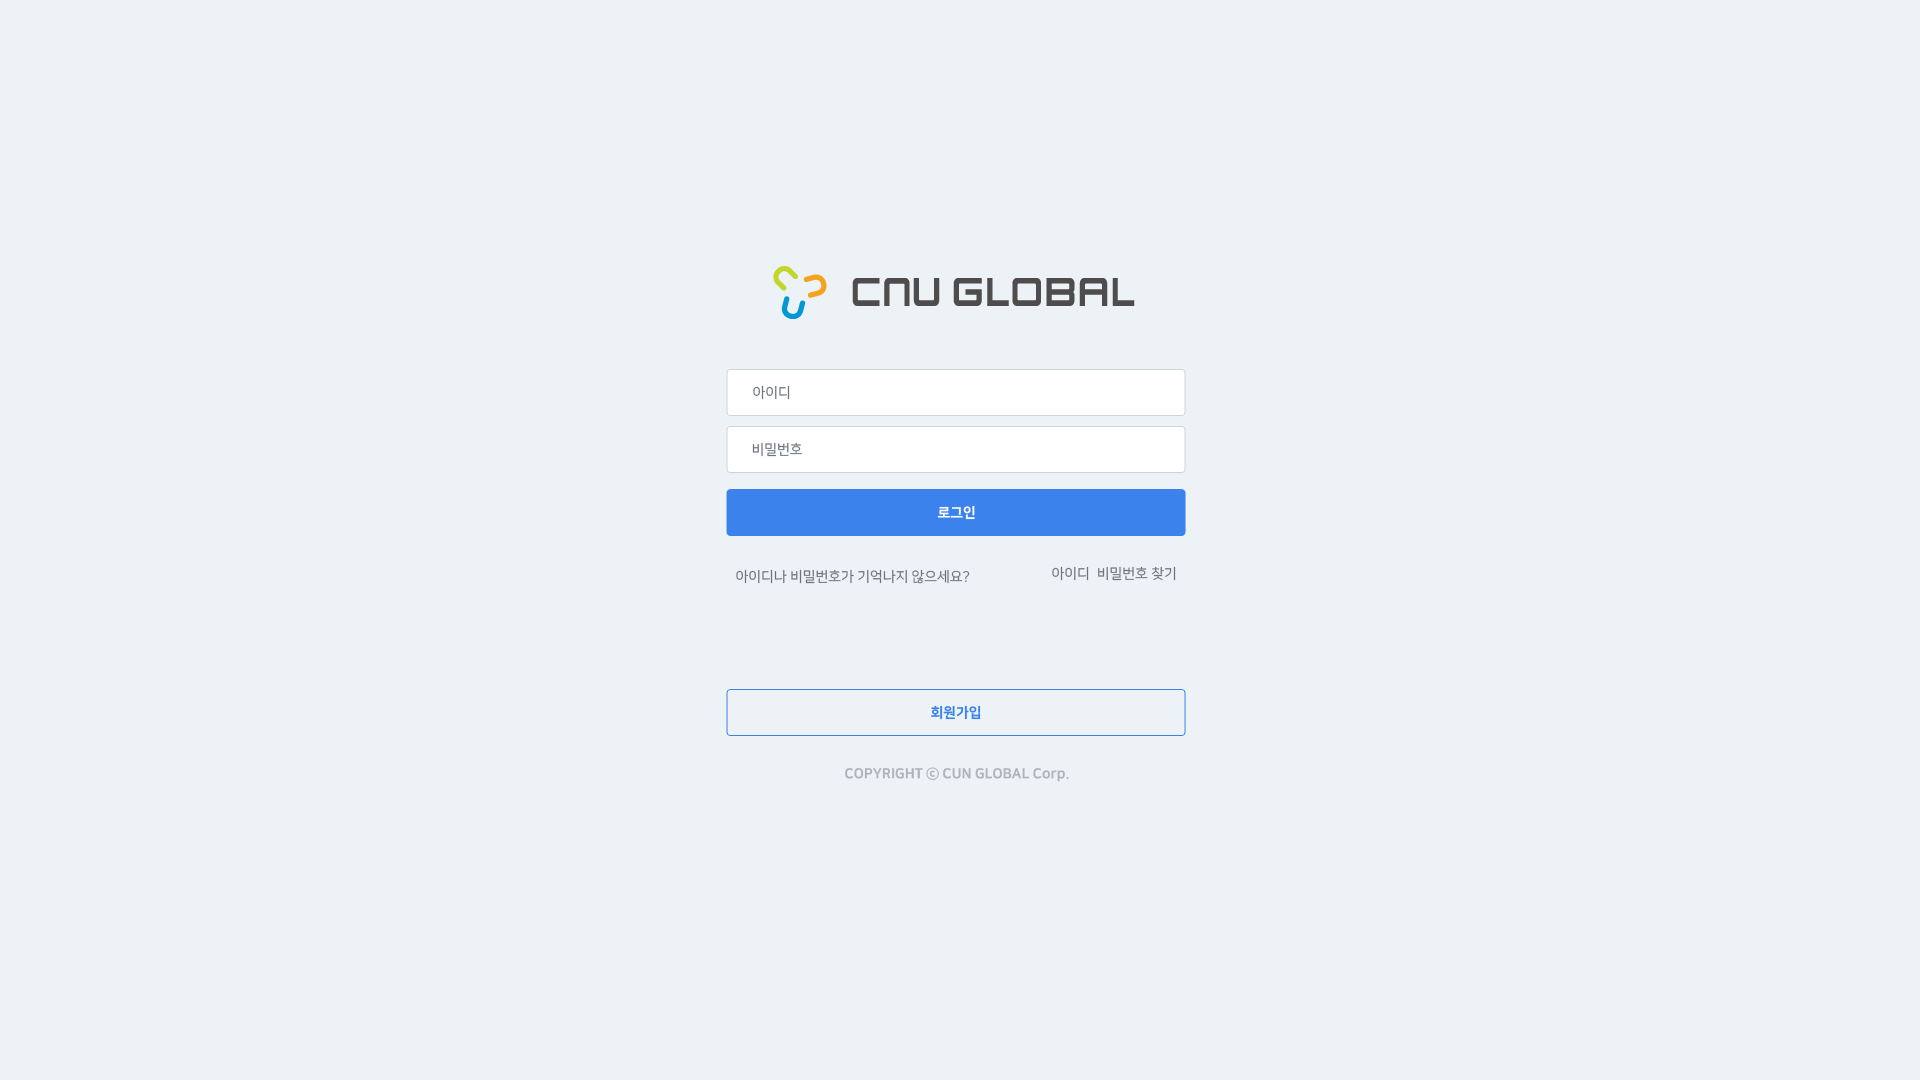 CNU GLOBAL
아이디
비밀번호
로그인
아이디나 비밀번호가 기억나지 않으세요?
아이디 비밀번호 찾기
회원가입
COPYRIGHT ⓒ CUN GLOBAL Corp.